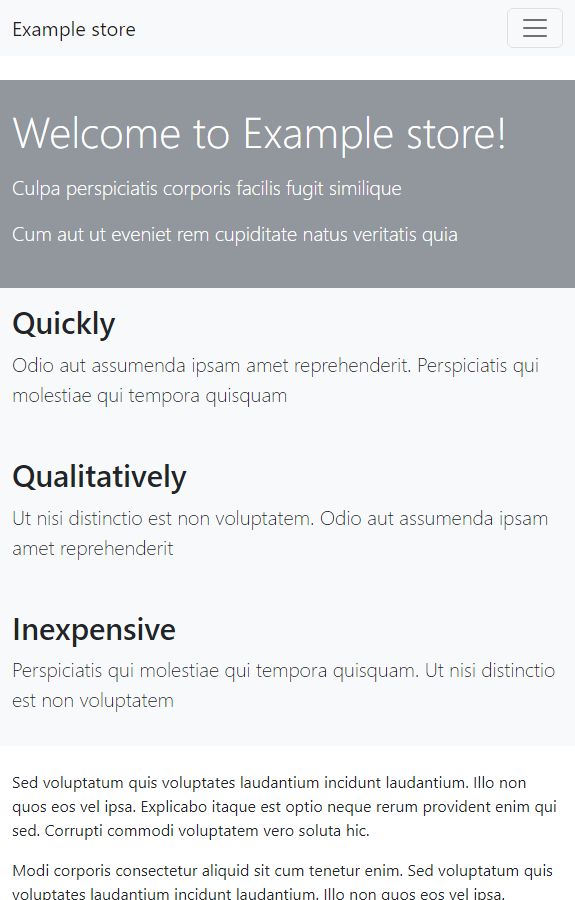 Example store
Welcome to Example store!
Culpa perspiciatis corporis facilis fugit similique
Cum aut ut eveniet rem cupiditate natus veritatis quia
Quickly
Odio aut assumenda ipsam amet reprehenderit. Perspiciatis qui
molestiae qui tempora quisquam
Qualitatively
Ut nisi distinctio est non voluptatem. Odio aut assumenda ipsam
amet reprehenderit
Inexpensive
Perspiciatis qui molestiae qui tempora quisquam. Ut nisi distinctio
est non voluptatem
Sed voluptatum quis voluptates laudantium incidunt laudantium. Illo non
quos eos vel ipsa. Explicabo itaque est optio neque rerum provident enim qui
sed. Corrupti commodi voluptatem vero soluta hic.
Modi corporis consectetur aliquid sit cum tenetur enim. Sed voluptatum quis
voluptates laudantium incidunt laudantium. Illo non quos eos vel ipsa.